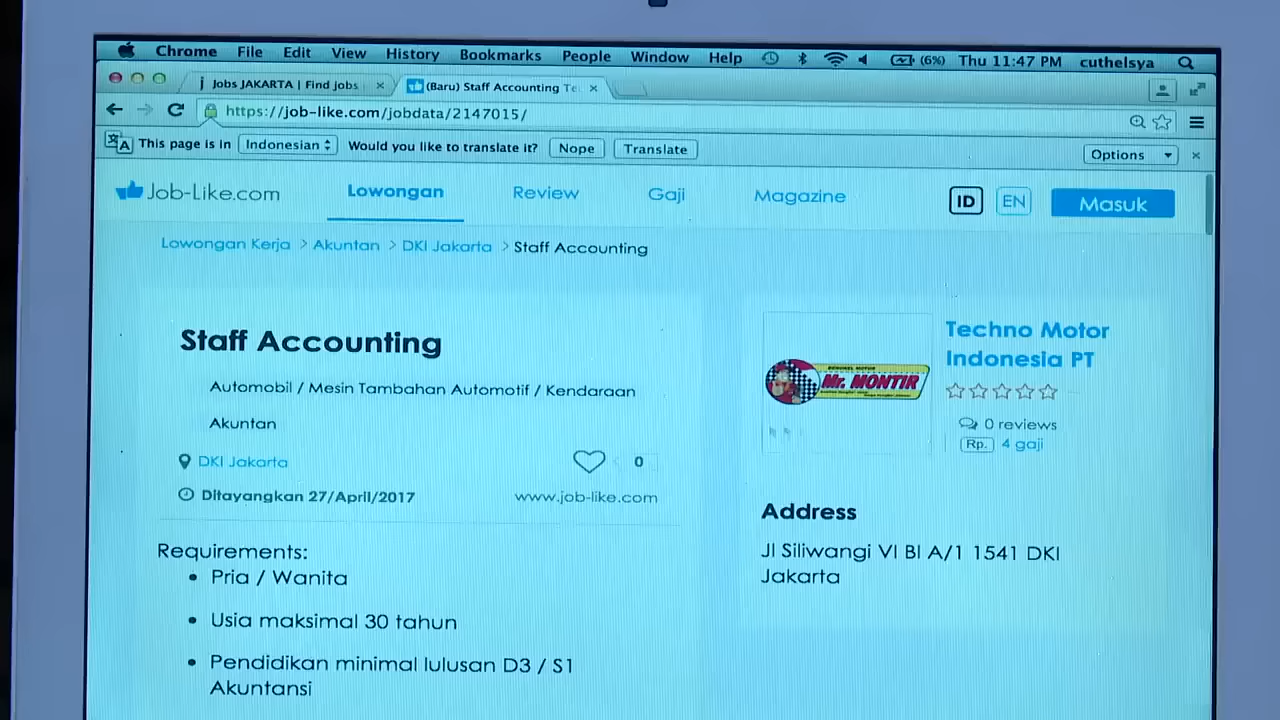 Chrome File Edit View History Bookmarks People Window Help (6%) Thu 11:47 PM cuthelsya
Jobs JAKARTA | Find Jobs × (Baru) Staff Accounting Te ×
https://job-like.com/jobdata/2147015/
This page is in Indonesian Would you like to translate it? Nope Translate Options ×
Job-Like.com Lowongan Review Gaji Magazine ID EN Masuk
Lowongan Kerja > Akuntan > DKI Jakarta > Staff Accounting
Staff Accounting
Automobil / Mesin Tambahan Automotif / Kendaraan
Akuntan
DKI Jakarta 0
Ditayangkan 27/April/2017 www.job-like.com
Requirements:
• Pria / Wanita
• Usia maksimal 30 tahun
• Pendidikan minimal lulusan D3 / S1
Akuntansi
BENGKEL MOTOR
Mr. MONTIR
Techno Motor
Indonesia PT
0 reviews
Rp. 4 gaji
Address
Jl Siliwangi VI Bl A/1 1541 DKI
Jakarta